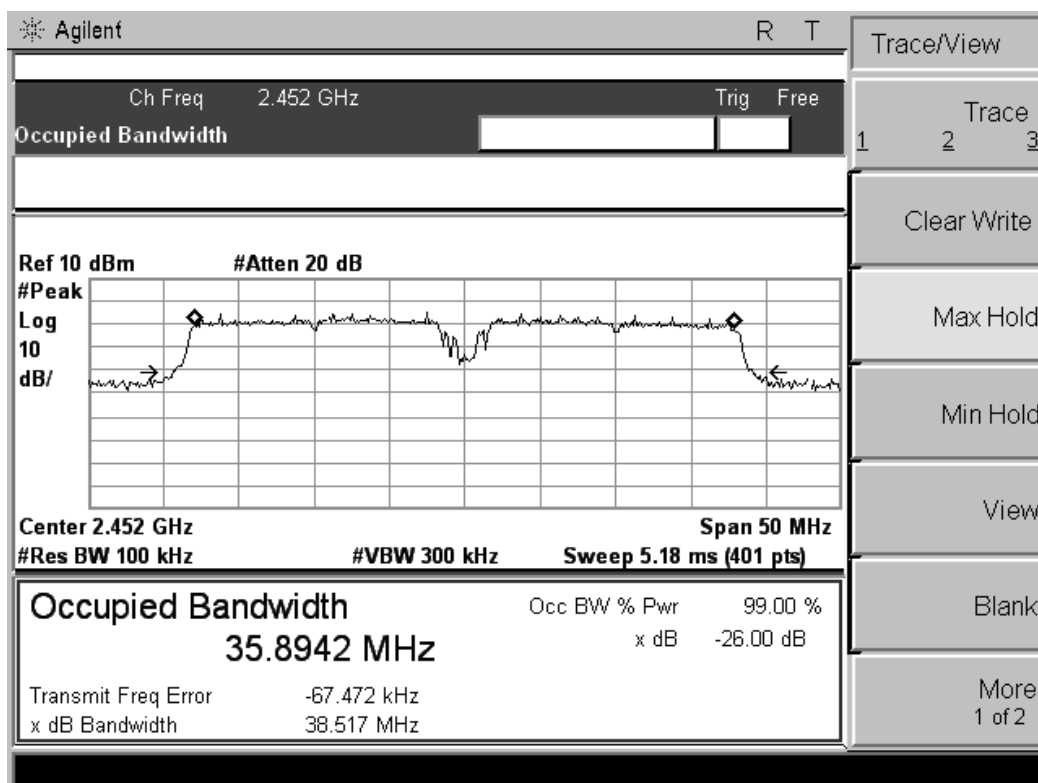 Agilent R T
Ch Freq 2.452 GHz Trig Free
Occupied Bandwidth
Ref 10 dBm #Atten 20 dB
#Peak
Log
10
dB/
Center 2.452 GHz Span 50 MHz
#Res BW 100 kHz #VBW 300 kHz Sweep 5.18 ms (401 pts)
Occupied Bandwidth Occ BW % Pwr 99.00 %
35.8942 MHz x dB -26.00 dB
Transmit Freq Error -67.472 kHz
x dB Bandwidth 38.517 MHz
Trace/View
Trace
1 2 3
Clear Write
Max Hold
Min Hold
View
Blank
More
1 of 2